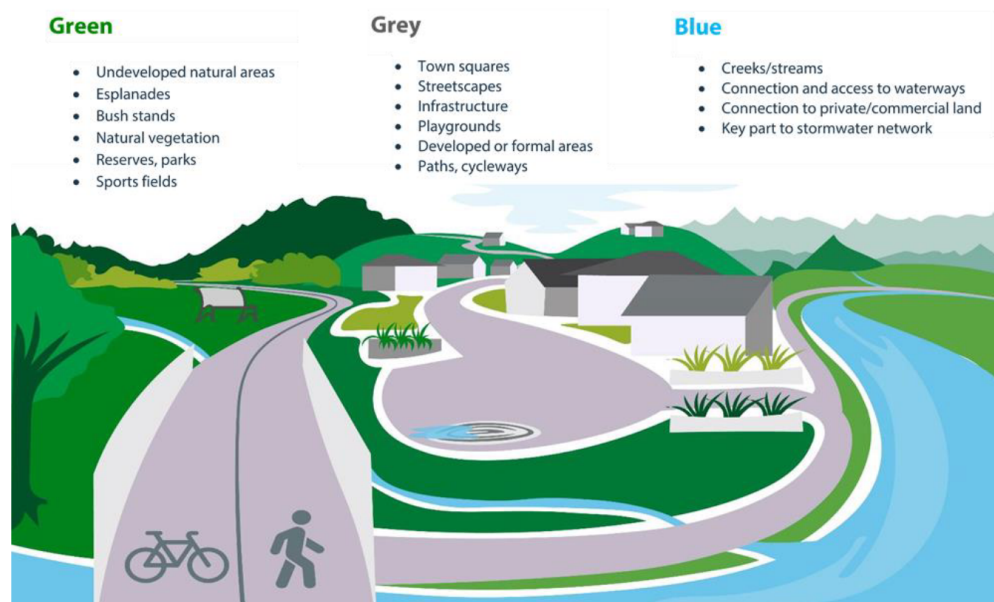 Green
• Undeveloped natural areas
• Esplanades
• Bush stands
• Natural vegetation
• Reserves, parks
• Sports fields
Grey
• Town squares
• Streetscapes
• Infrastructure
• Playgrounds
• Developed or formal areas
• Paths, cycleways
Blue
• Creeks/streams
• Connection and access to waterways
• Connection to private/commercial land
• Key part to stormwater network